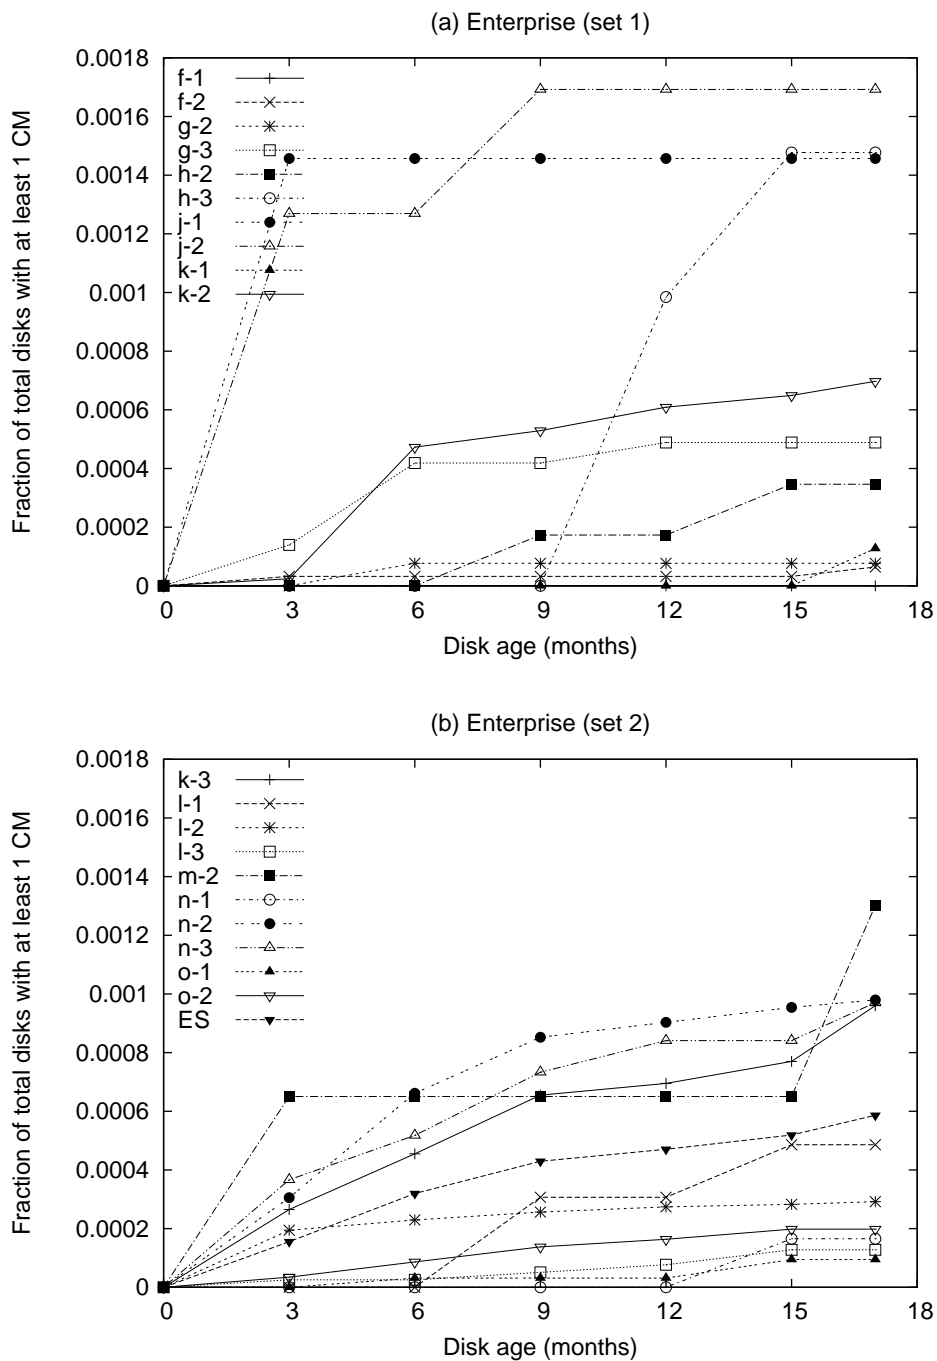 (a) Enterprise (set 1)
Fraction of total disks with at least 1 CM
0.0018
0.0016
0.0014
0.0012
0.001
0.0008
0.0006
0.0004
0.0002
0
f-1
f-2
g-2
g-3
h-2
h-3
j-1
j-2
k-1
k-2
0 3 6 9 12 15 18
Disk age (months)
(b) Enterprise (set 2)
Fraction of total disks with at least 1 CM
0.0018
0.0016
0.0014
0.0012
0.001
0.0008
0.0006
0.0004
0.0002
0
k-3
l-1
l-2
l-3
m-2
n-1
n-2
n-3
o-1
o-2
ES
0 3 6 9 12 15 18
Disk age (months)